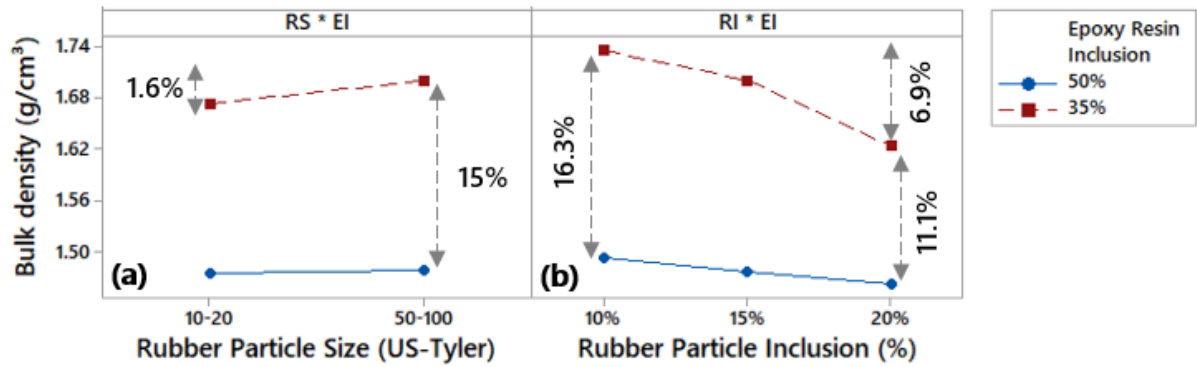 RS * EI
RI * EI
Bulk density (g/cm³)
1.74
1.68
1.62
1.56
1.50
1.6%
15%
(a)
16.3%
6.9%
11.1%
(b)
10-20
50-100
10%
15%
20%
Rubber Particle Size (US-Tyler)
Rubber Particle Inclusion (%)
Epoxy Resin
Inclusion
50%
35%